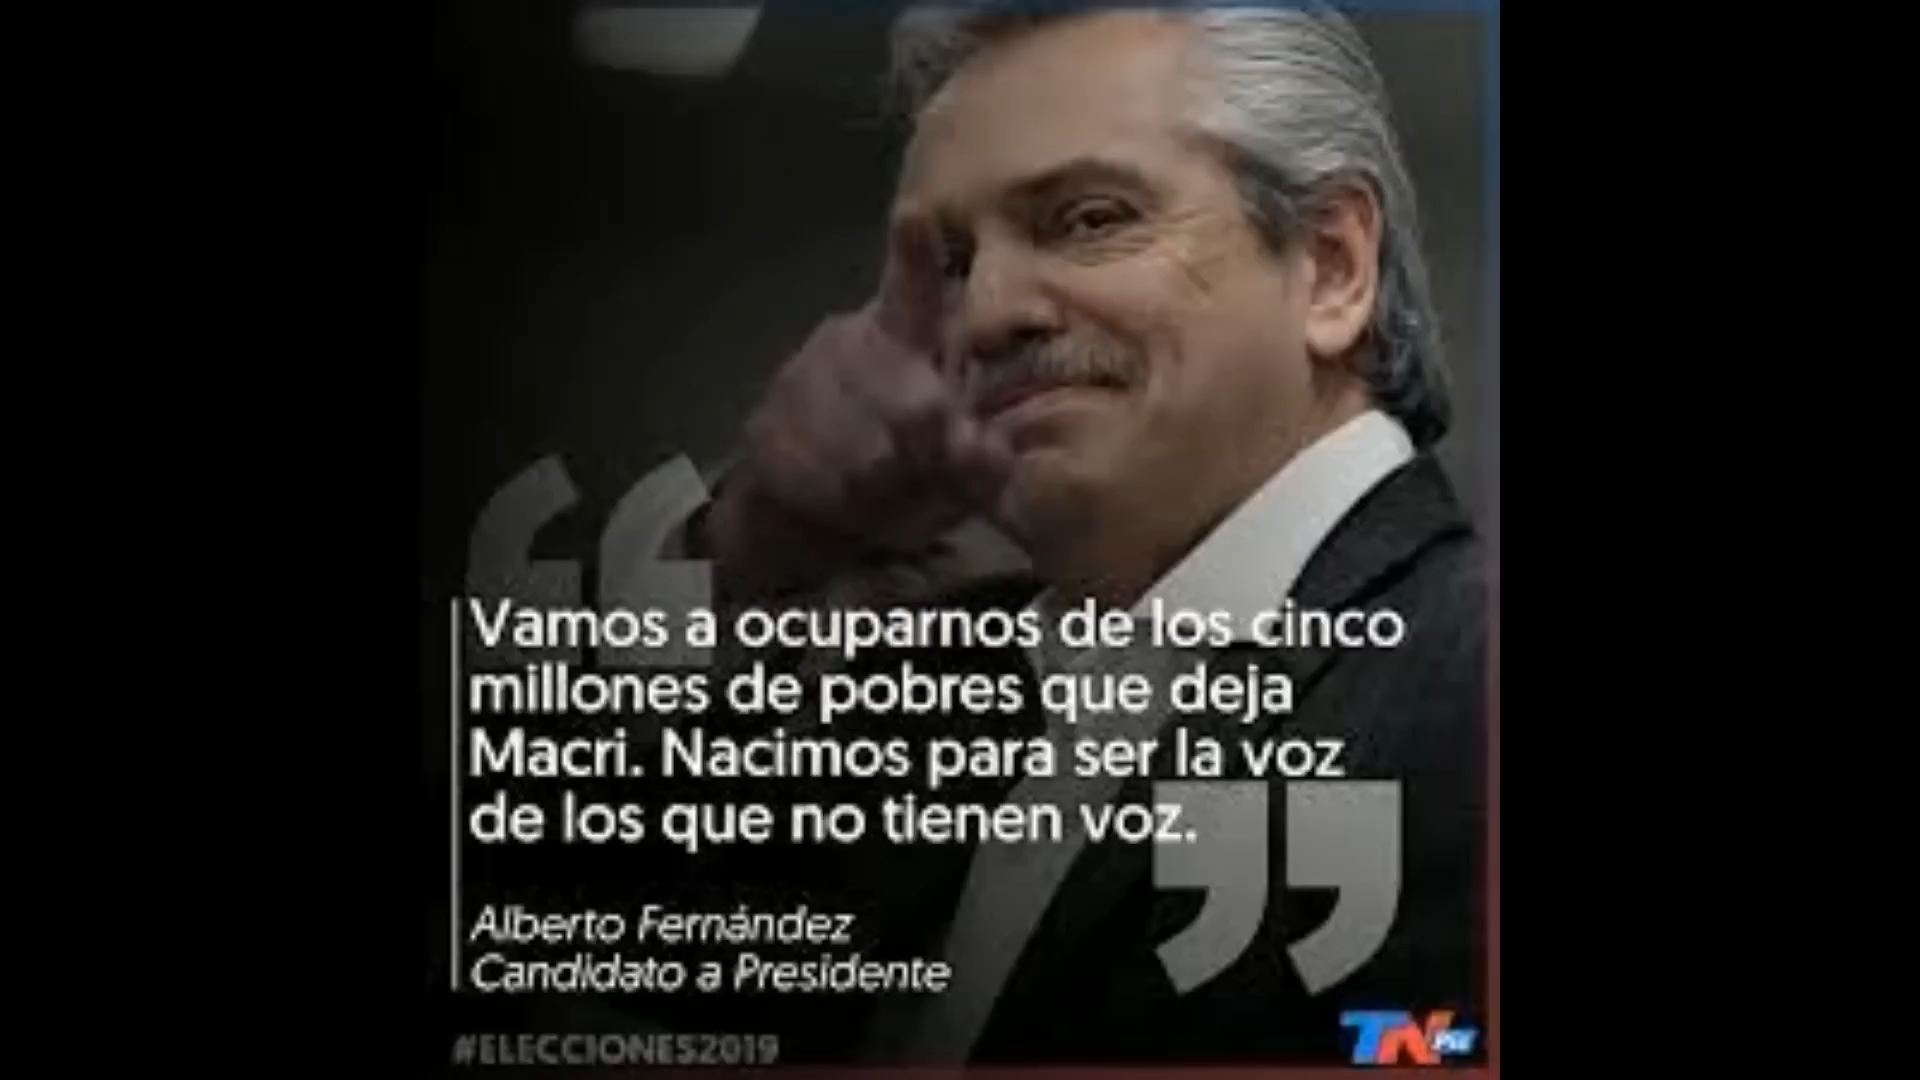 Vamos a ocuparnos de los cinco
millones de pobres que deja
Macri. Nacimos para ser la voz
de los que no tienen voz.
Alberto Fernández
Candidato a Presidente
#ELECCIONES2019
TN